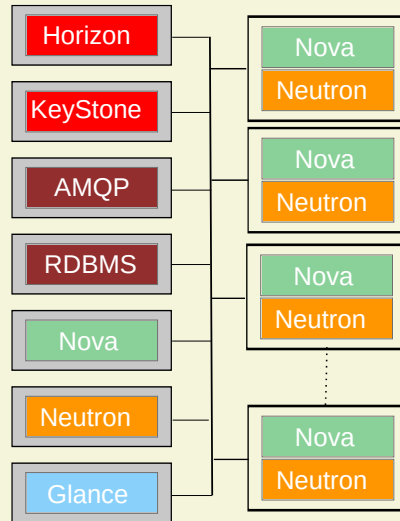 Horizon
KeyStone
AMQP
RDBMS
Nova
Neutron
Glance
Nova
Neutron
Nova
Neutron
Nova
Neutron
Nova
Neutron